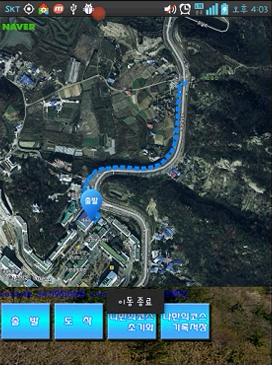 SKT 오후 4:03
NAVER
출발
이동 종료
출 발
도 착
나만의코스
초기화
나만의코스
기록저장